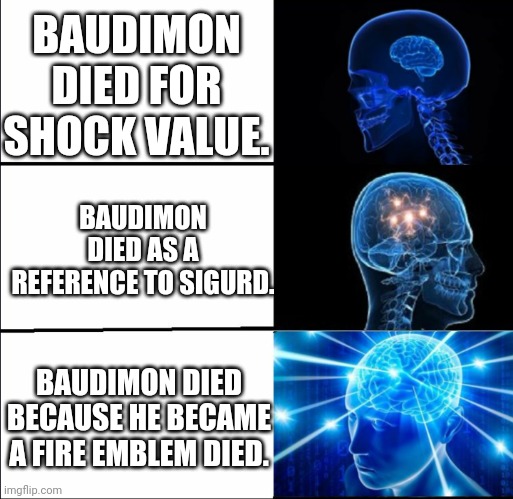 BAUDIMON
DIED FOR
SHOCK VALUE.
BAUDIMON
DIED AS A
REFERENCE TO SIGURD.
BAUDIMON DIED
BECAUSE HE BECAME
A FIRE EMBLEM DIED.
imgflip.com